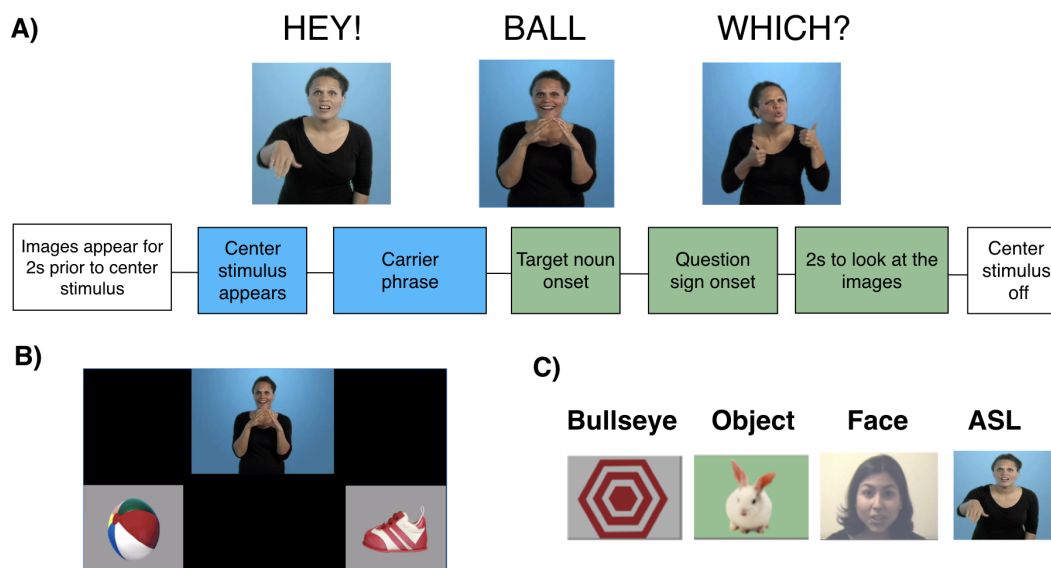 A)
HEY!
BALL
WHICH?
Images appear for
2s prior to center
stimulus
Center
stimulus
appears
Carrier
phrase
Target noun
onset
Question
sign onset
2s to look at the
images
Center
stimulus
off
B)
C)
Bullseye
Object
Face
ASL